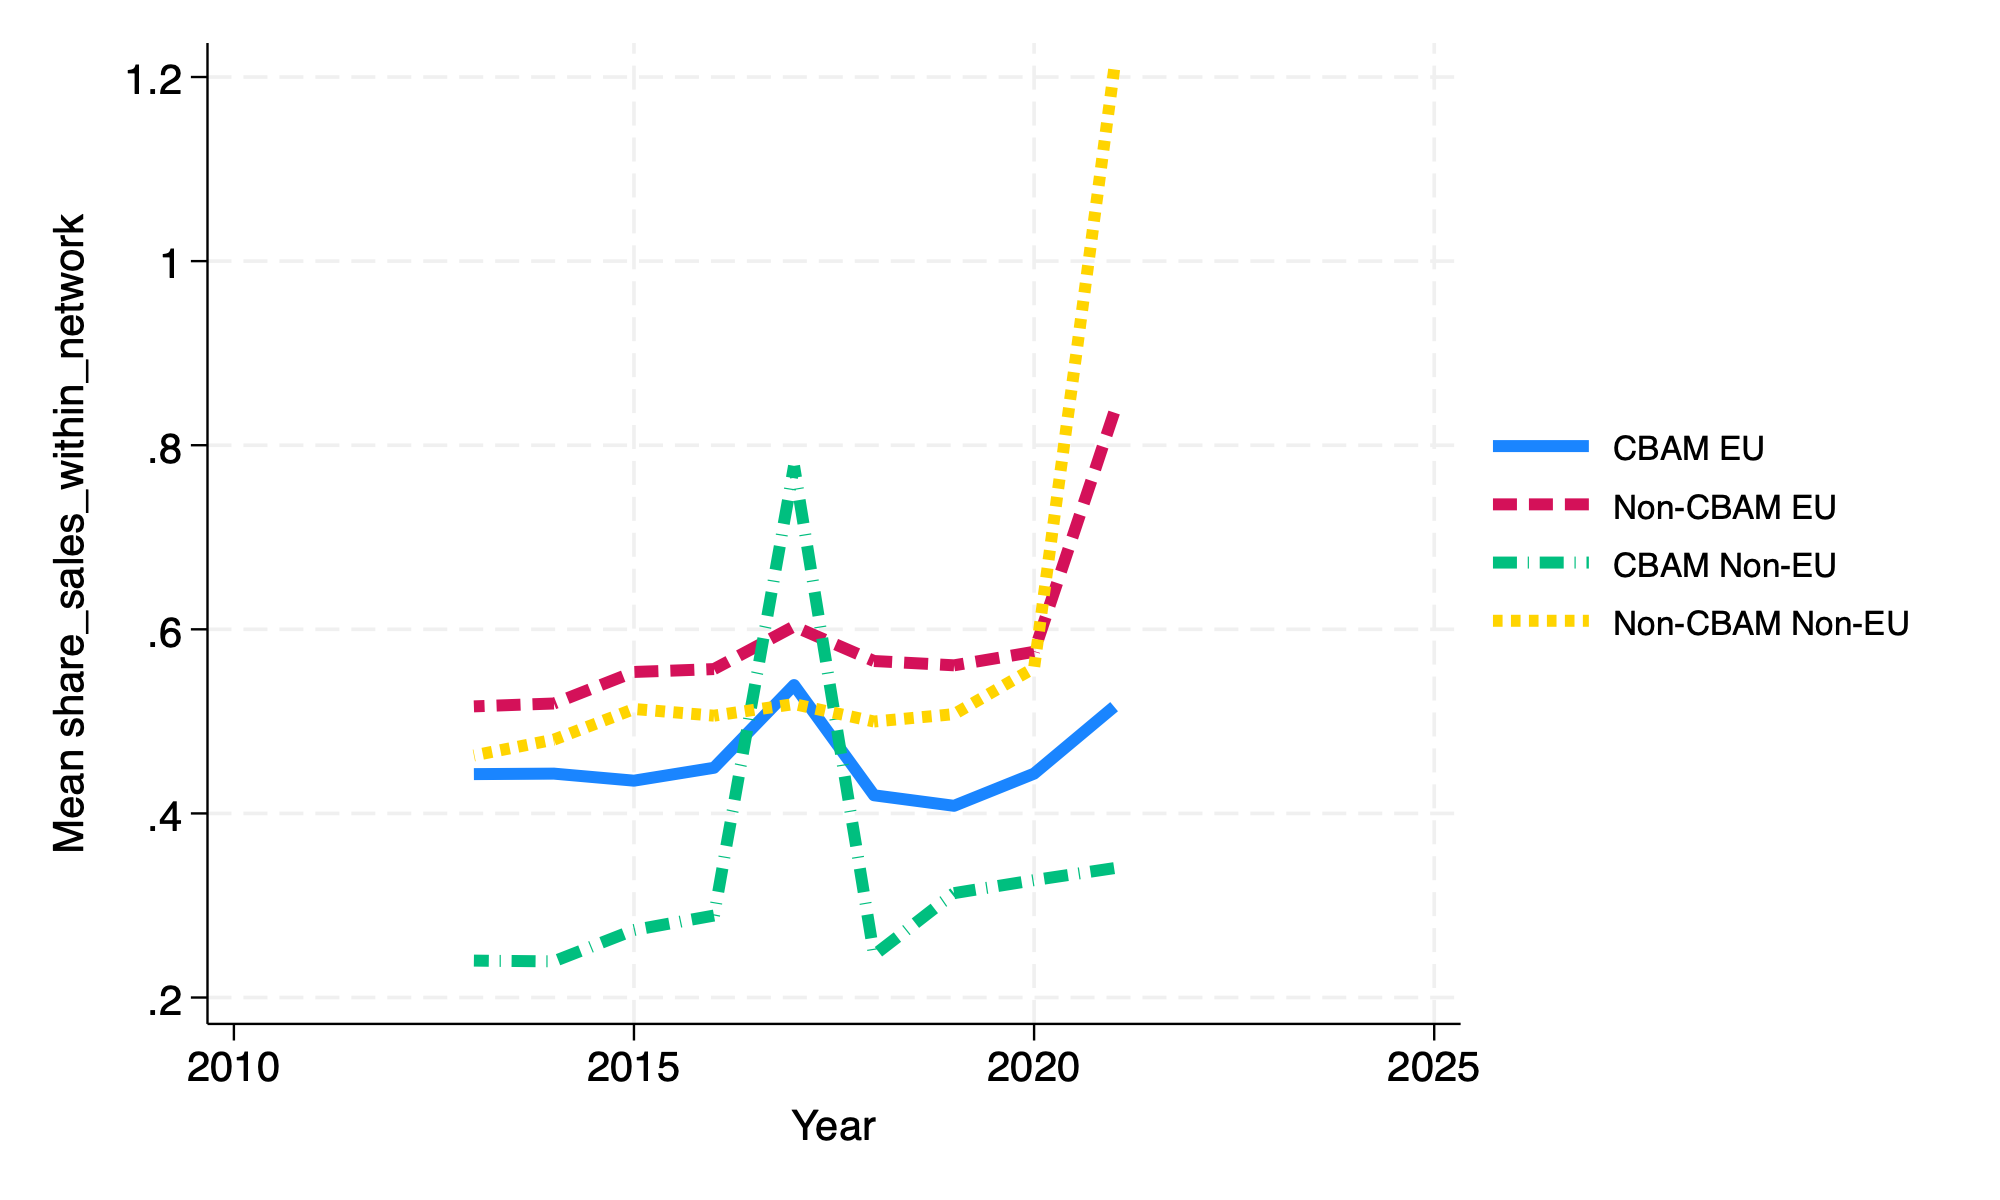 Mean share_sales_within_network
1.2
1
.8
.6
.4
.2
2010
2015
2020
2025
Year
CBAM EU
Non-CBAM EU
CBAM Non-EU
Non-CBAM Non-EU